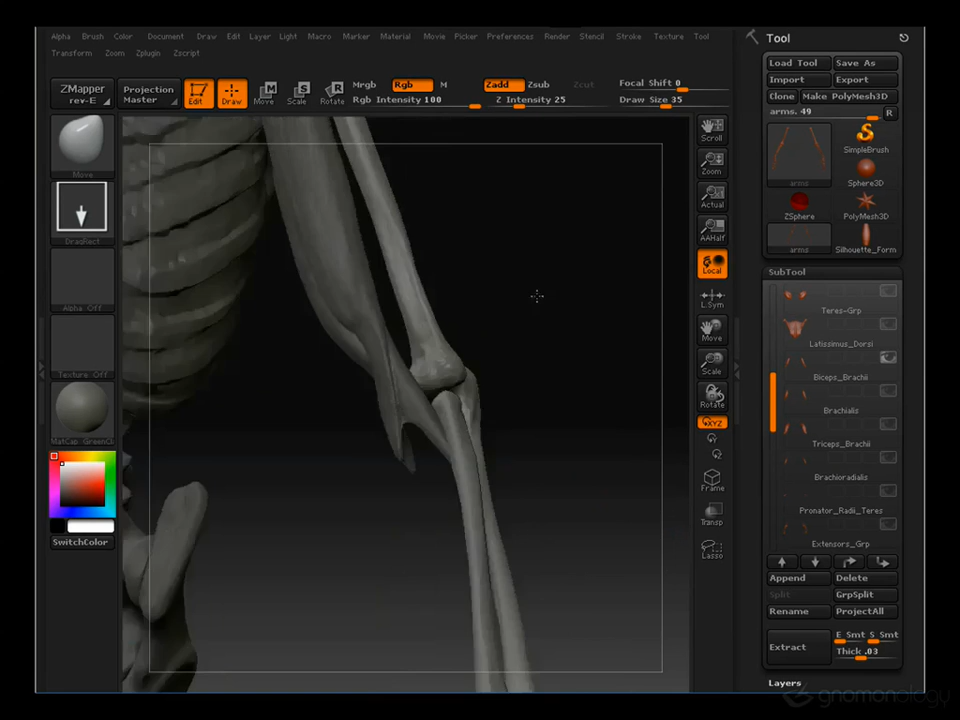 Alpha Brush Color Document Draw Edit Layer Light Macro Marker Material Movie Picker Preferences Render Stencil Stroke Texture Tool
Transform Zoom Zplugin Zscript
ZMapper
rev-E
Projection
Master
Edit
Draw
Move
Scale
Rotate
Mrgb Rgb M
Rgb Intensity 100
Zadd Zsub Zcut
Z Intensity 25
Focal Shift 0
Draw Size 35
Move
DragRect
Alpha Off
Texture Off
MatCap_GreenCl
SwitchColor
Scroll
Zoom
Actual
AAHalf
Local
L.Sym
Move
Scale
Rotate
XYZ
Frame
Transp
Lasso
Tool
Load Tool Save As
Import Export
Clone Make PolyMesh3D
arms. 49 R
arms
SimpleBrush
Sphere3D
ZSphere
PolyMesh3D
arms
Silhouette_Form
SubTool
Teres-Grp
Latissimus_Dorsi
Biceps_Brachii
Brachialis
Triceps_Brachii
Brachioradialis
Pronator_Radii_Teres
Extensors_Grp
Append Delete
Split GrpSplit
Rename ProjectAll
Extract
E Smt S Smt
Thick .03
Layers
gnomonology